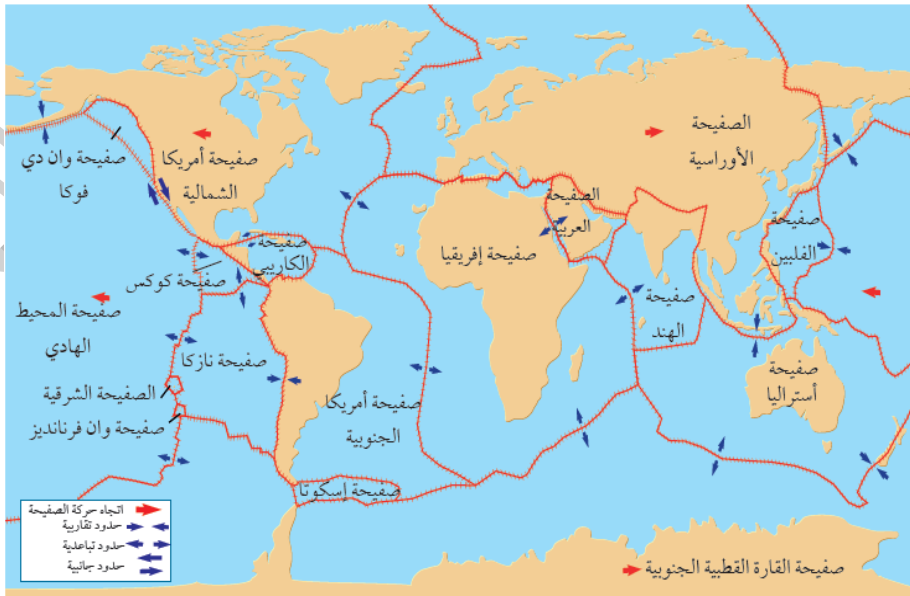 صفيحة وان دي
فوكا
صفيحة أمريكا
الشمالية
الصفيحة
الأوراسية
الصفيحة
العربية
صفيحة
الفلبين
صفيحة
الكاريبي
صفيحة كوكس
صفيحة إفريقيا
صفيحة
الهند
صفيحة المحيط
الهادي
صفيحة نازكا
الصفيحة الشرقية
صفيحة وان فرنانديز
صفيحة أمريكا
الجنوبية
صفيحة
أستراليا
صفيحة إسكوتا
اتجاه حركة الصفيحة
حدود تقاربية
حدود تباعدية
حدود جانبية
صفيحة القارة القطبية الجنوبية